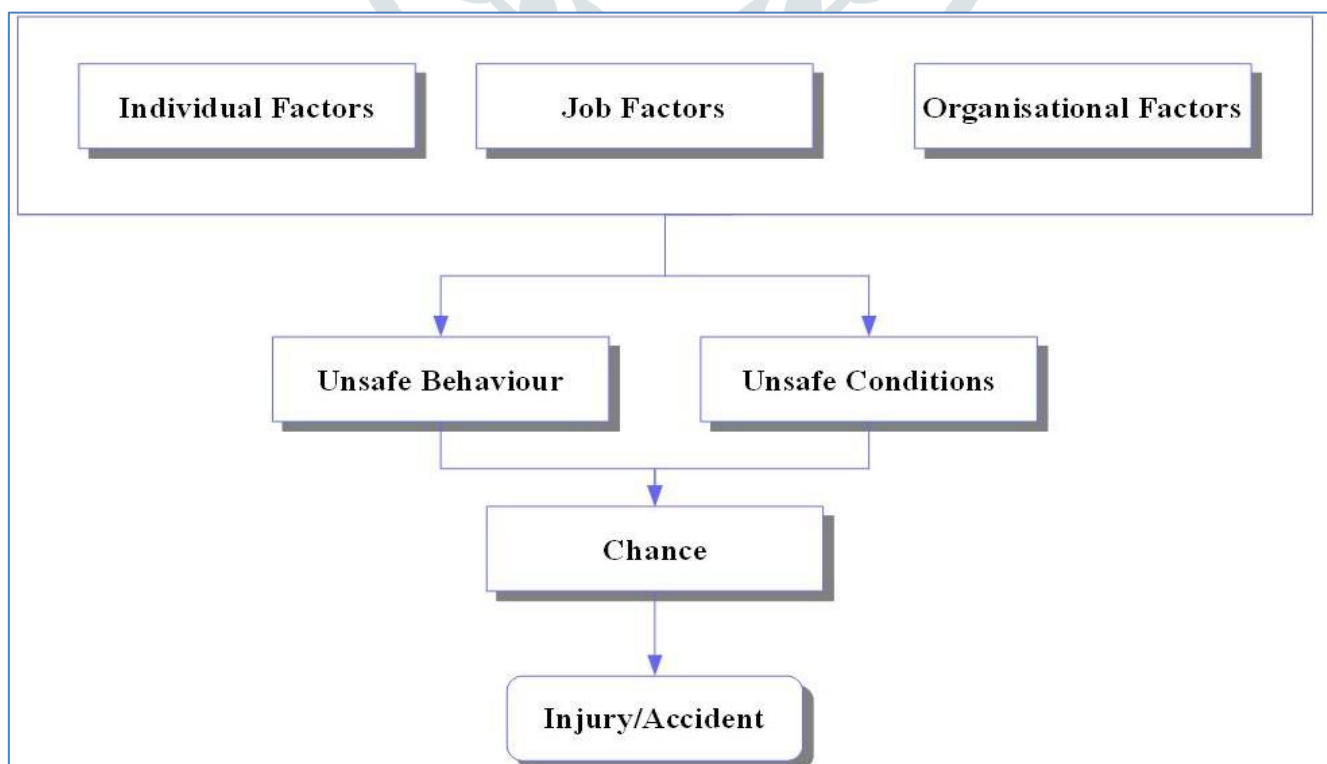 Individual Factors
Job Factors
Organisational Factors
Unsafe Behaviour
Unsafe Conditions
Chance
Injury/Accident